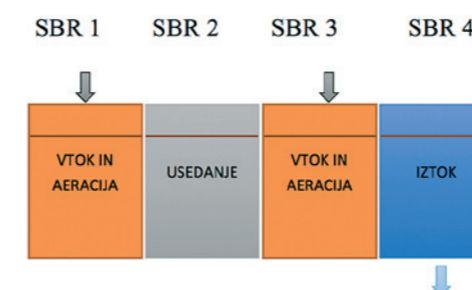 SBR 1 SBR 2 SBR 3 SBR 4
VTOK IN
AERACIJA
USEDANJE
VTOK IN
AERACIJA
IZTOK